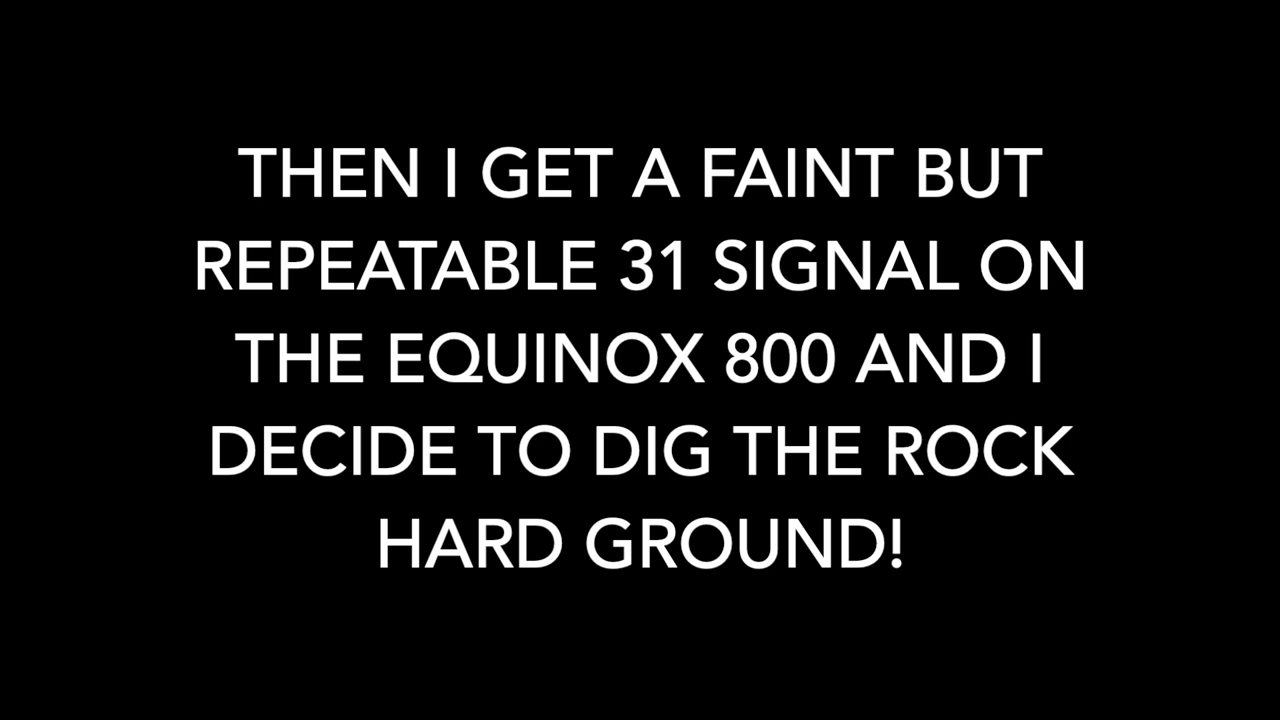 THEN I GET A FAINT BUT
REPEATABLE 31 SIGNAL ON
THE EQUINOX 800 AND I
DECIDE TO DIG THE ROCK
HARD GROUND!